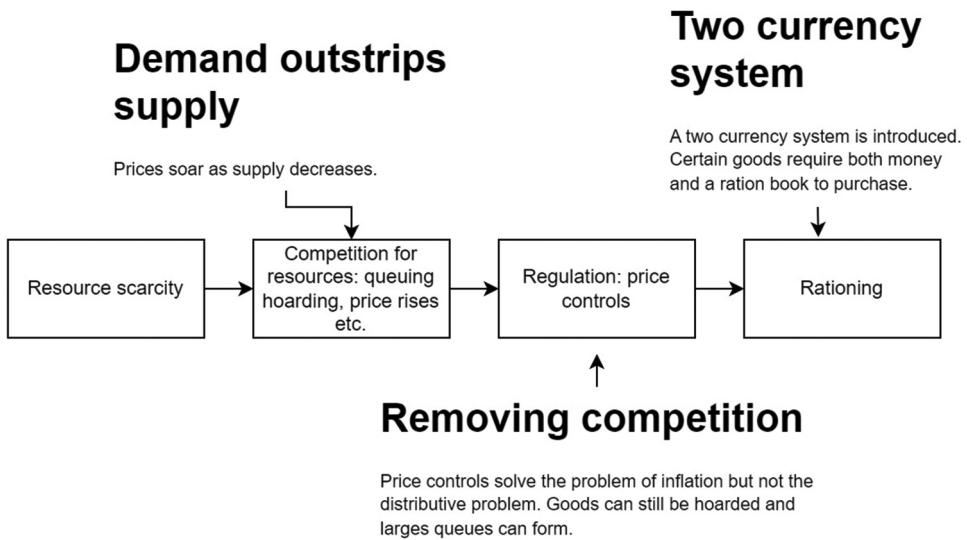 Two currency
system
A two currency system is introduced.
Certain goods require both money
and a ration book to purchase.
Demand outstrips
supply
Prices soar as supply decreases.
Resource scarcity
Competition for
resources: queuing
hoarding, price rises
etc.
Regulation: price
controls
Rationing
Removing competition
Price controls solve the problem of inflation but not the
distributive problem. Goods can still be hoarded and
larges queues can form.